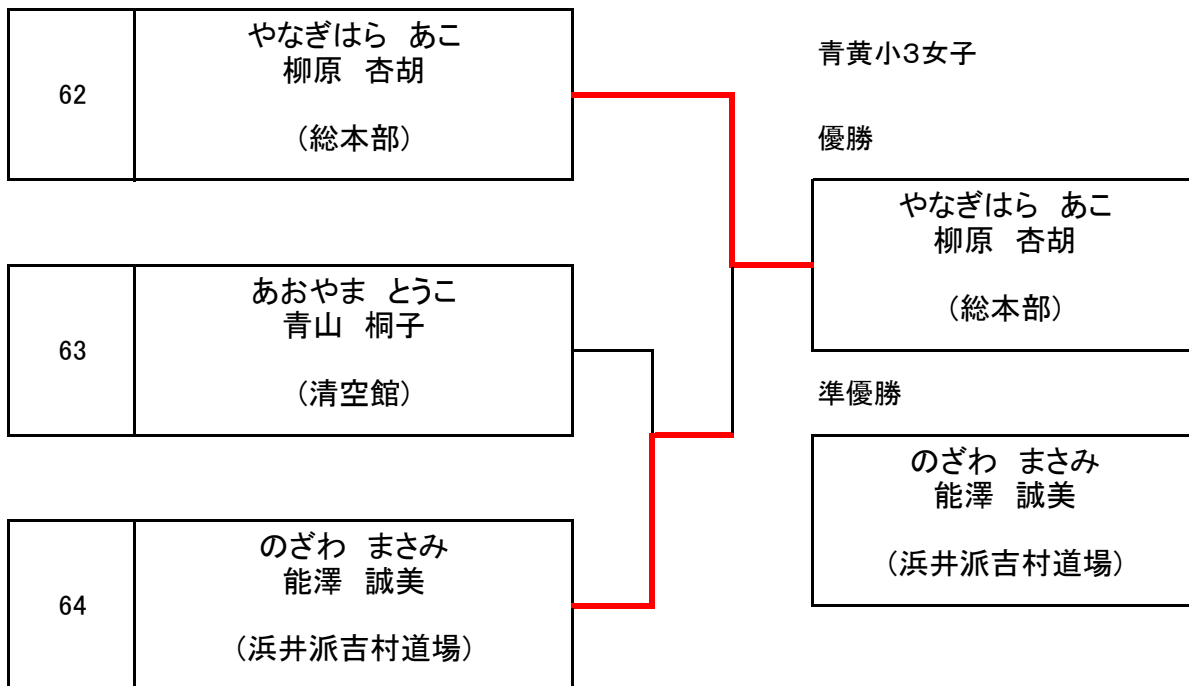 62
やなぎはら　あこ
柳原　杏胡
（総本部）
63
あおやま　とうこ
青山　桐子
（清空館）
64
のざわ　まさみ
能澤　誠美
（浜井派吉村道場）
青黄小３女子
優勝
やなぎはら　あこ
柳原　杏胡
（総本部）
準優勝
のざわ　まさみ
能澤　誠美
（浜井派吉村道場）